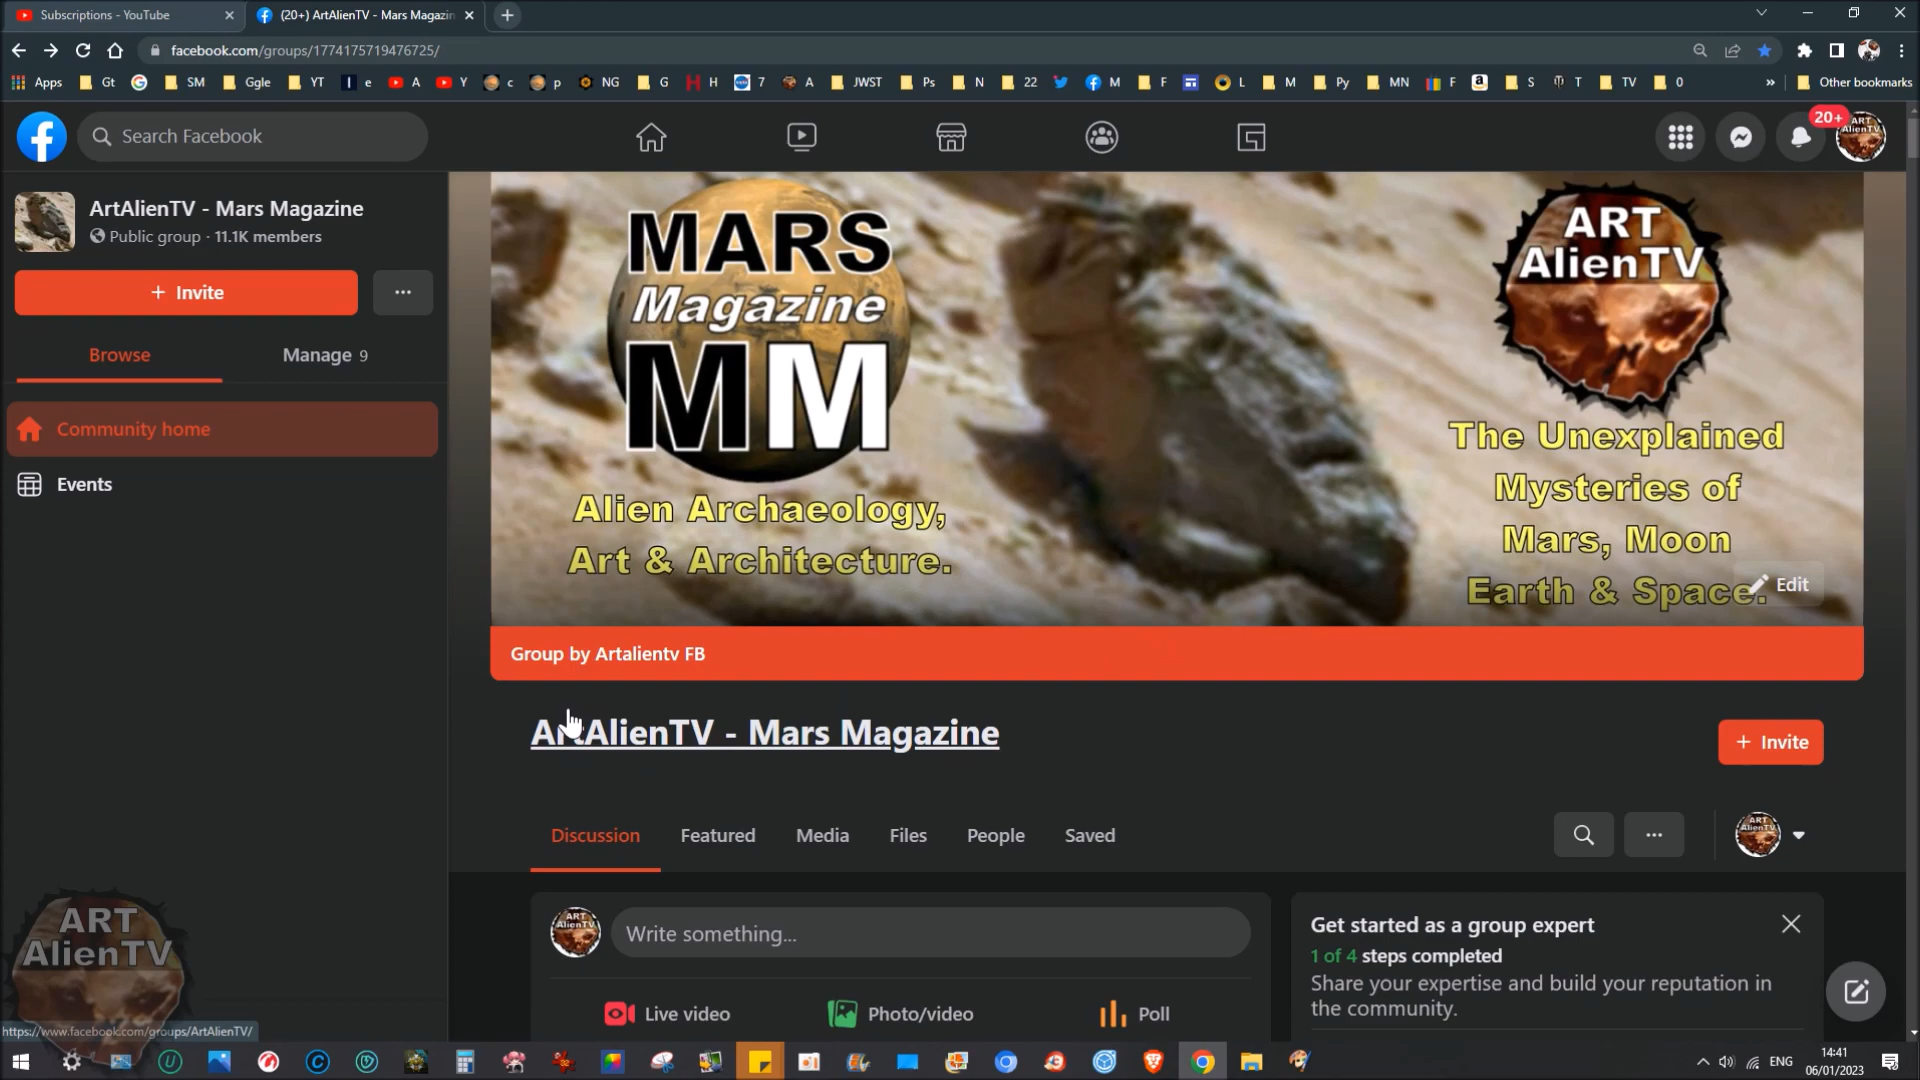 Subscriptions - YouTube
(20+) ArtAlienTV - Mars Magazin
facebook.com/groups/1774175719476725/
Apps Gt SM Ggle YT e A Y c p NG G H 7 A JWST Ps N 22 M F L M Py MN F S T TV 0 » Other bookmarks
Search Facebook
20+
ArtAlienTV - Mars Magazine
Public group · 11.1K members
+ Invite
Browse
Manage 9
Community home
Events
MARS
Magazine
MM
Alien Archaeology,
Art & Architecture.
ART
AlienTV
The Unexplained
Mysteries of
Mars, Moon
Earth & Space.
Edit
Group by Artalientv FB
ArtAlienTV - Mars Magazine
+ Invite
Discussion
Featured
Media
Files
People
Saved
ART
AlienTV
Write something...
Live video
Photo/video
Poll
Get started as a group expert
1 of 4 steps completed
Share your expertise and build your reputation in
the community.
ART
AlienTV
https://www.facebook.com/groups/ArtAlienTV/
ENG
14:41
06/01/2023